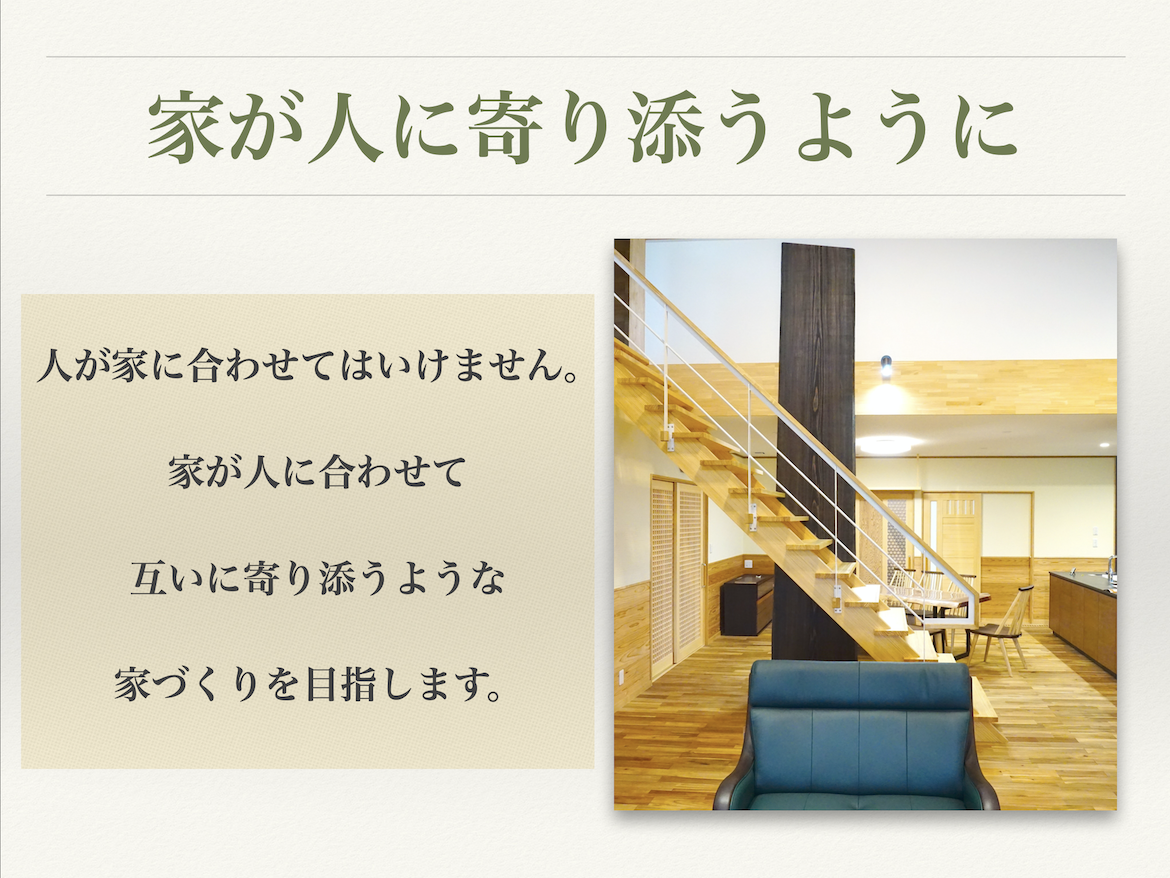 家が人に寄り添うように
人が家に合わせてはいけません。
家が人に合わせて
互いに寄り添うような
家づくりを目指します。